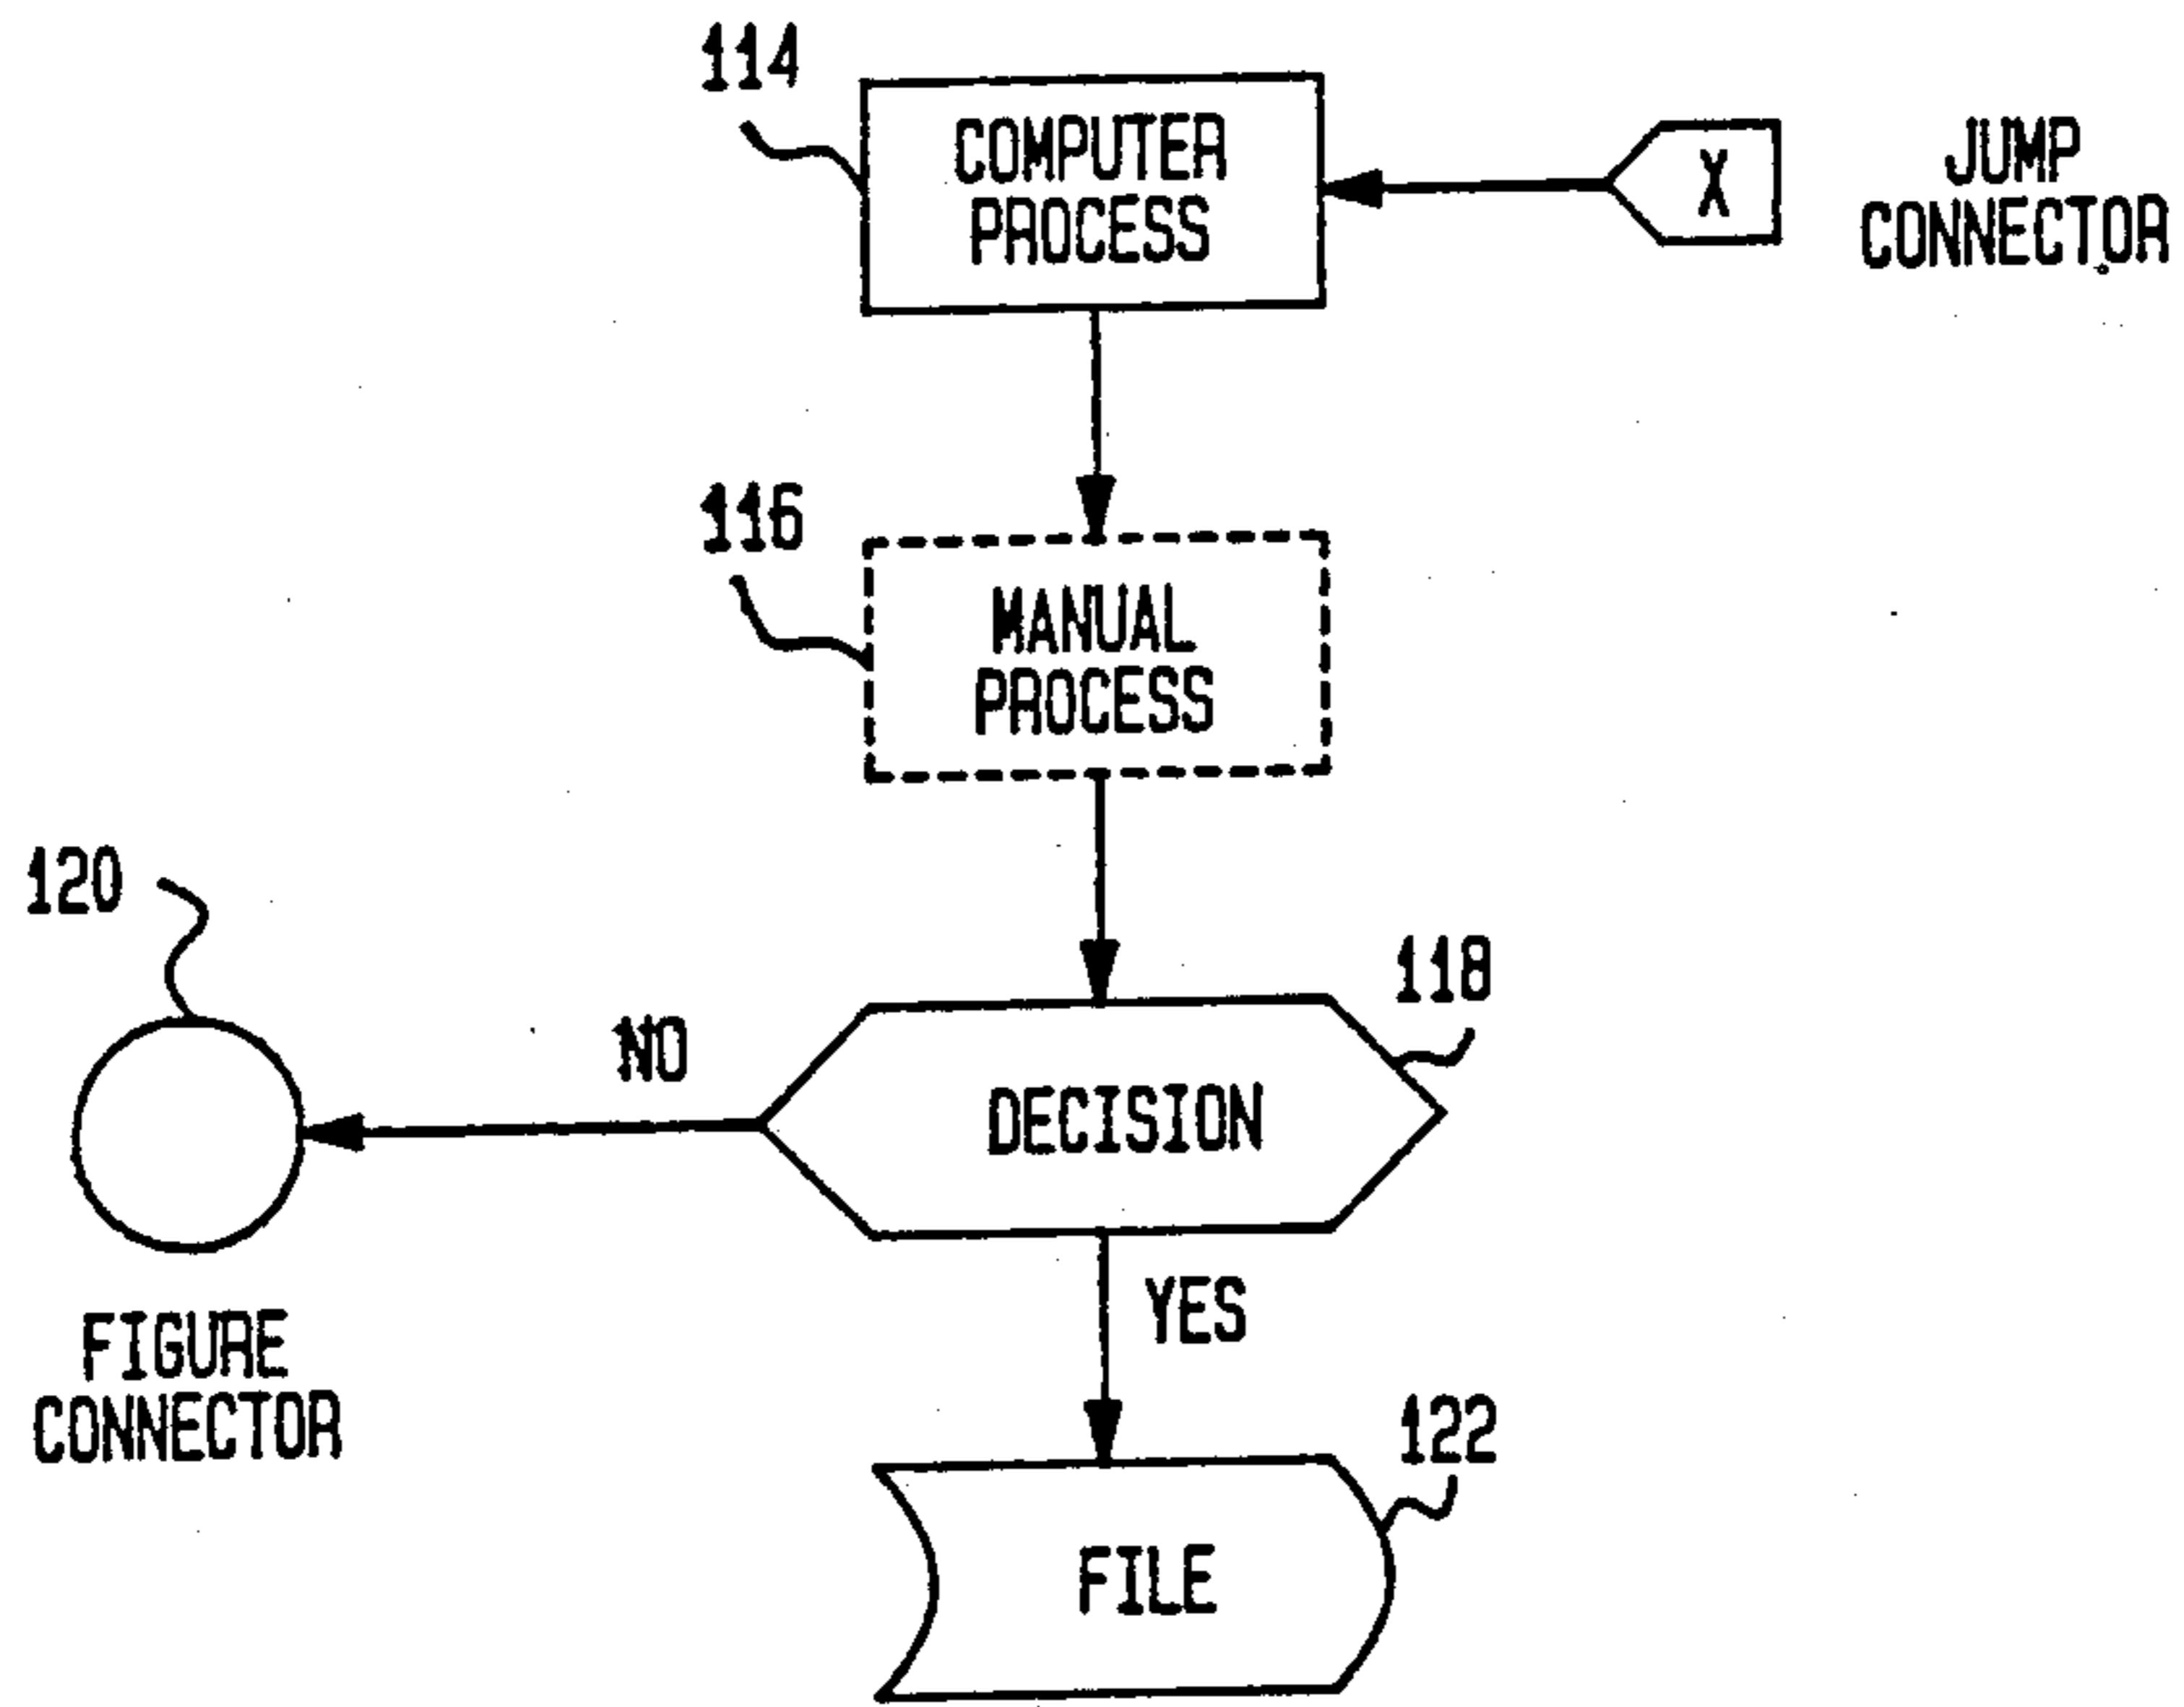 114
COMPUTER
PROCESS
X
JUMP
CONNECTOR
116
MANUAL
PROCESS
120
118
NO
DECISION
YES
FIGURE
CONNECTOR
122
FILE